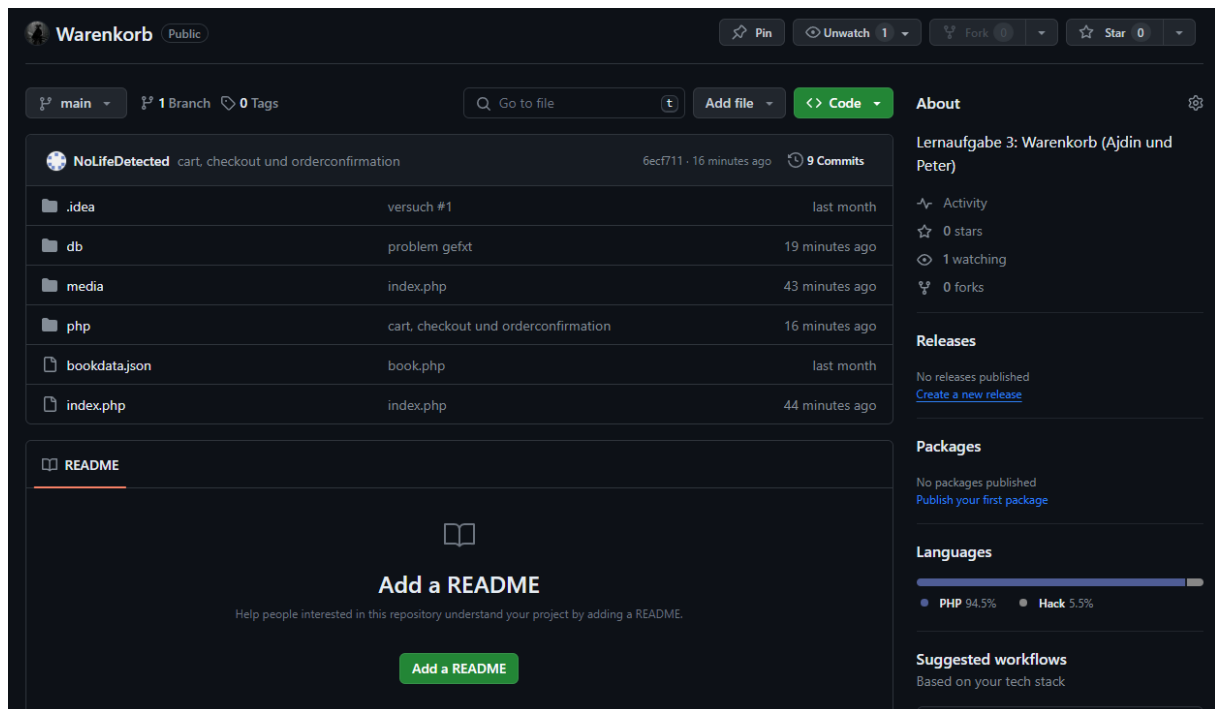 Warenkorb Public
Pin Unwatch 1 Fork 0 Star 0
main 1 Branch 0 Tags Go to file t Add file Code
NoLifeDetected cart, checkout und orderconfirmation 6ecf711 · 16 minutes ago 9 Commits
.idea versuch #1 last month
db problem gefxt 19 minutes ago
media index.php 43 minutes ago
php cart, checkout und orderconfirmation 16 minutes ago
bookdata.json book.php last month
index.php index.php 44 minutes ago
README
Add a README
Help people interested in this repository understand your project by adding a README.
Add a README
About
Lernaufgabe 3: Warenkorb (Ajdin und
Peter)
Activity
0 stars
1 watching
0 forks
Releases
No releases published
Create a new release
Packages
No packages published
Publish your first package
Languages
PHP 94.5% Hack 5.5%
Suggested workflows
Based on your tech stack